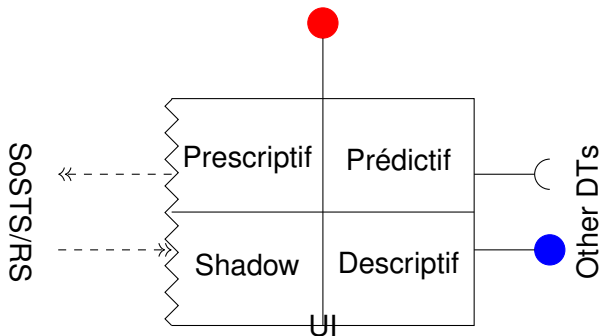 SoSTS/RS
Prescriptif
Prédictif
Shadow
Descriptif
UI
Other DTs